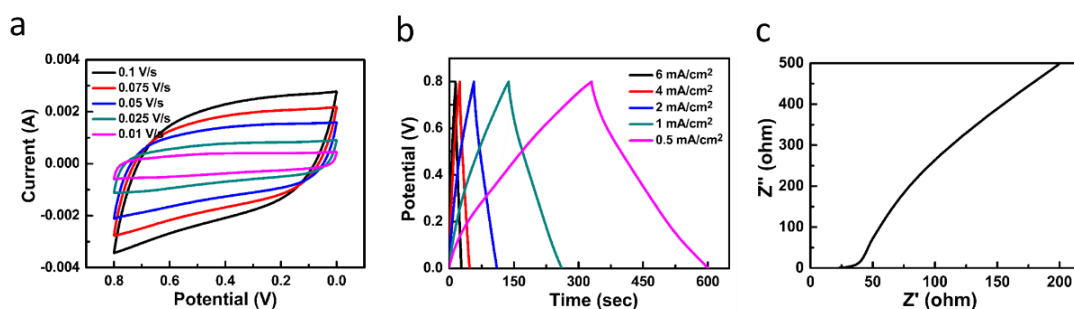 a
0.004
0.002
0.000
-0.002
-0.004
Current (A)
0.1 V/s
0.075 V/s
0.05 V/s
0.025 V/s
0.01 V/s
0.8 0.6 0.4 0.2 0.0
Potential (V)
b
0.8
0.6
0.4
0.2
0.0
Potential (V)
6 mA/cm²
4 mA/cm²
2 mA/cm²
1 mA/cm²
0.5 mA/cm²
0 150 300 450 600
Time (sec)
c
500
400
300
200
100
0
Z'' (ohm)
0 50 100 150 200
Z' (ohm)